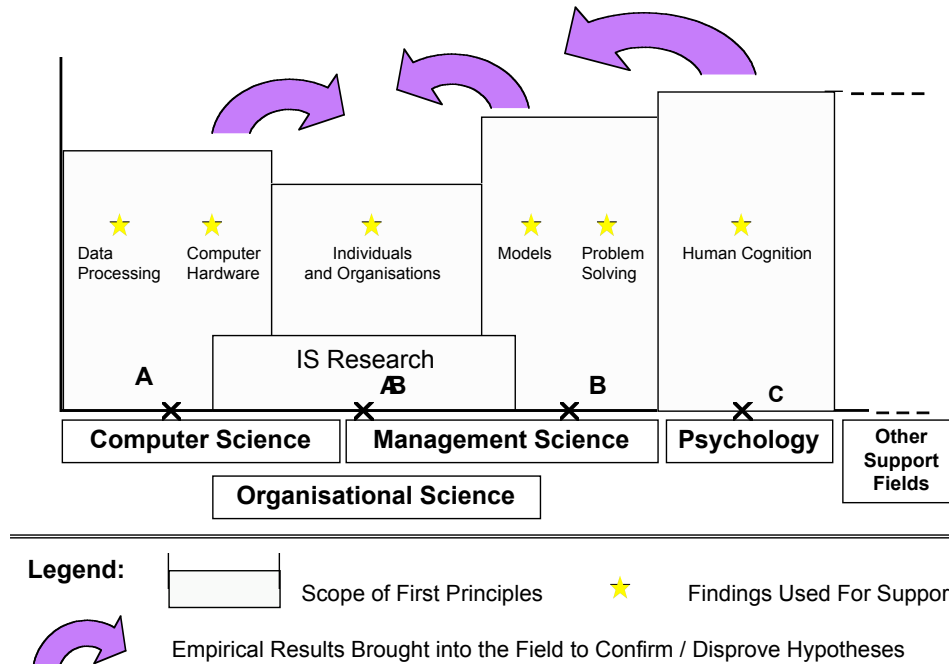 Data
Processing
Computer
Hardware
Individuals
and Organisations
Models
Problem
Solving
Human Cognition
IS Research
A
AB
B
C
Computer Science
Management Science
Psychology
Other
Support
Fields
Organisational Science
Legend:
Scope of First Principles
Findings Used For Support
Empirical Results Brought into the Field to Confirm / Disprove Hypotheses